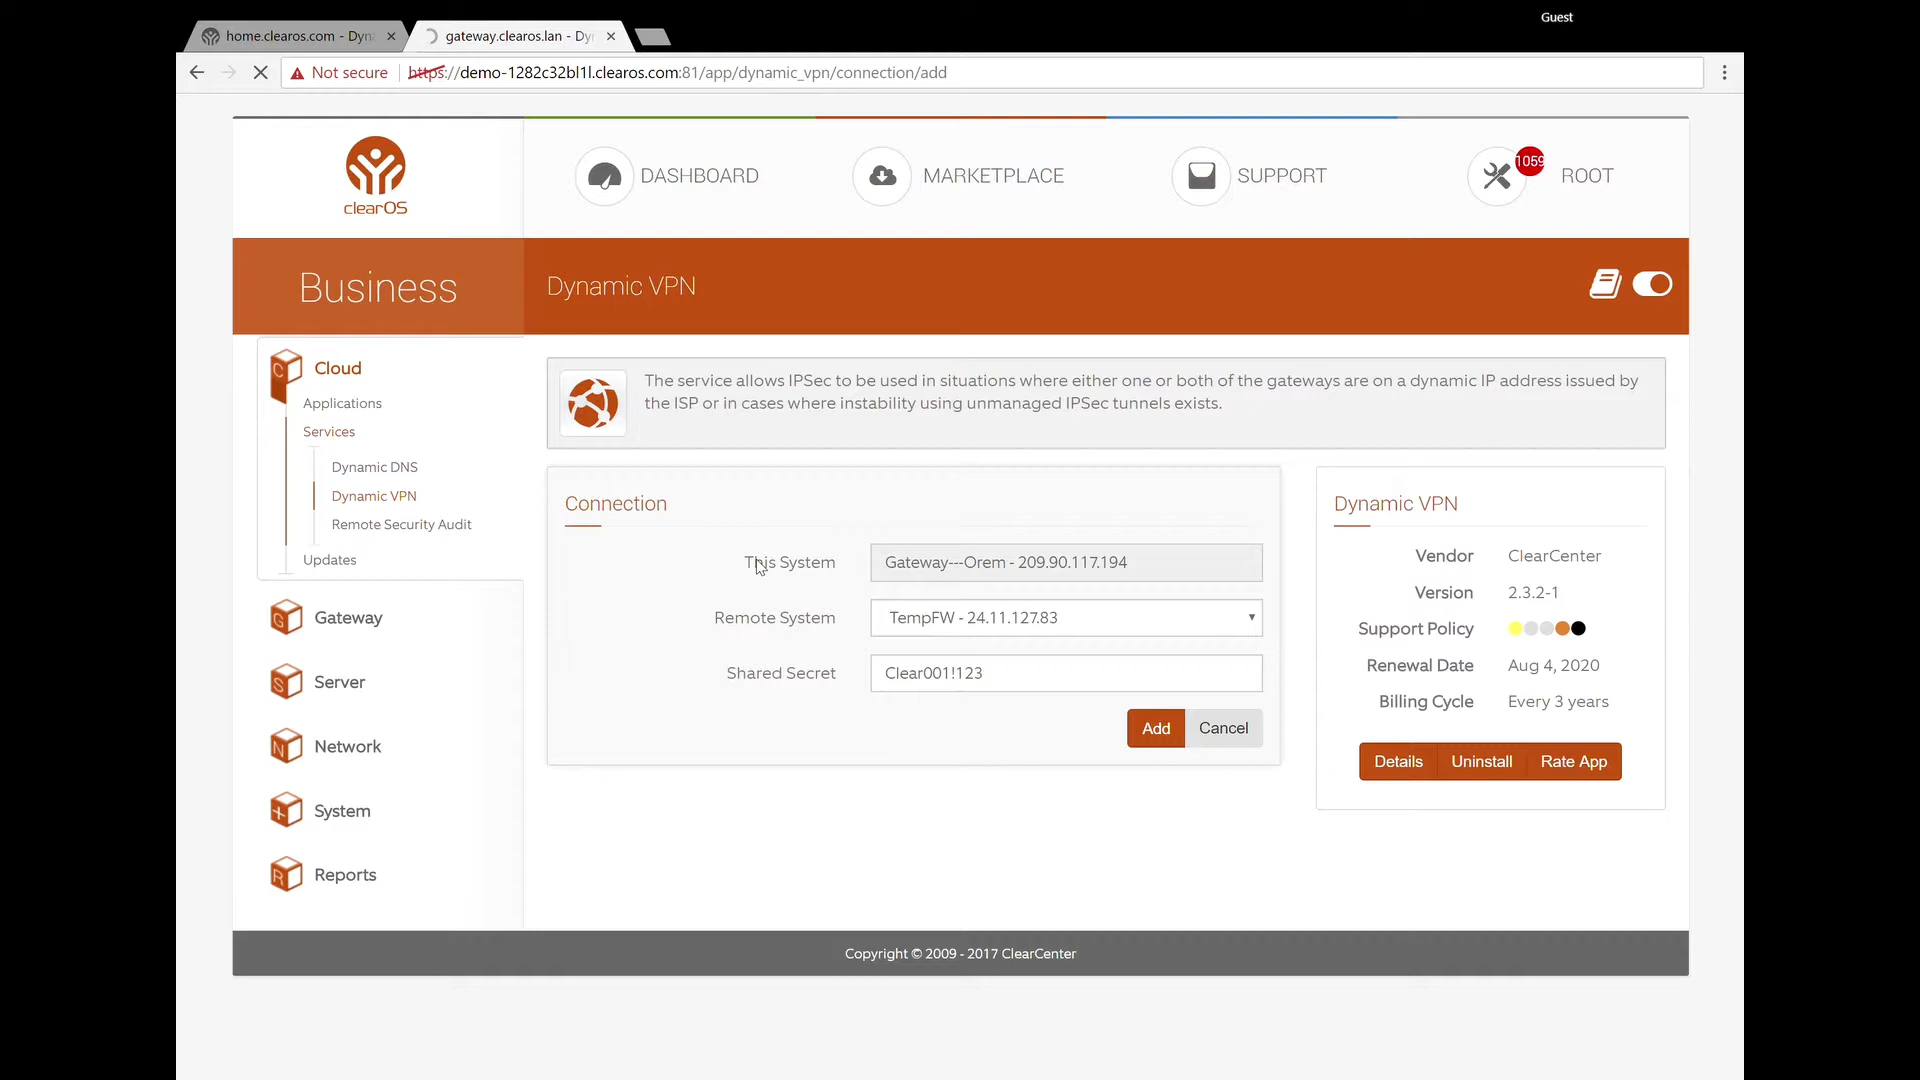 Guest
home.clearos.com - Dyna
gateway.clearos.lan - Dy
Not secure
https://demo-1282c32bl1l.clearos.com:81/app/dynamic_vpn/connection/add
clearOS
DASHBOARD
MARKETPLACE
SUPPORT
1059
ROOT
Business
Dynamic VPN
C
Cloud
Applications
Services
Dynamic DNS
Dynamic VPN
Remote Security Audit
Updates
G
Gateway
S
Server
N
Network
System
R
Reports
The service allows IPSec to be used in situations where either one or both of the gateways are on a dynamic IP address issued by
the ISP or in cases where instability using unmanaged IPSec tunnels exists.
Connection
This System
Gateway---Orem - 209.90.117.194
Remote System
TempFW - 24.11.127.83
Shared Secret
Clear001!123
Add
Cancel
Dynamic VPN
Vendor ClearCenter
Version 2.3.2-1
Support Policy
Renewal Date Aug 4, 2020
Billing Cycle Every 3 years
Details
Uninstall
Rate App
Copyright © 2009 - 2017 ClearCenter